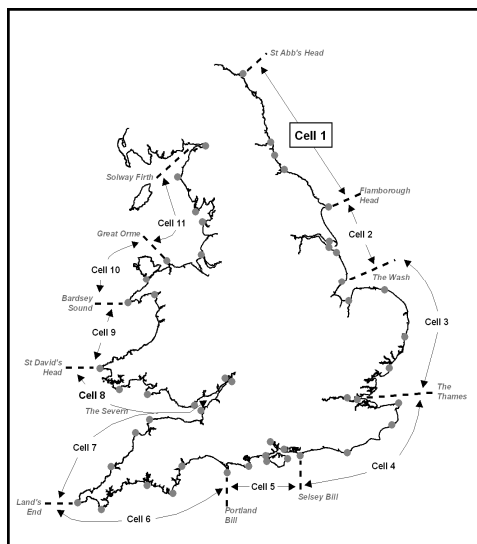 St Abb's Head
Cell 1
Solway Firth
Flamborough
Head
Great Orme
Cell 11
Cell 2
Cell 10
The Wash
Bardsey
Sound
Cell 9
Cell 3
St David's
Head
Cell 8
The Severn
The
Thames
Cell 7
Cell 4
Cell 5
Selsey Bill
Land's
End
Cell 6
Portland
Bill